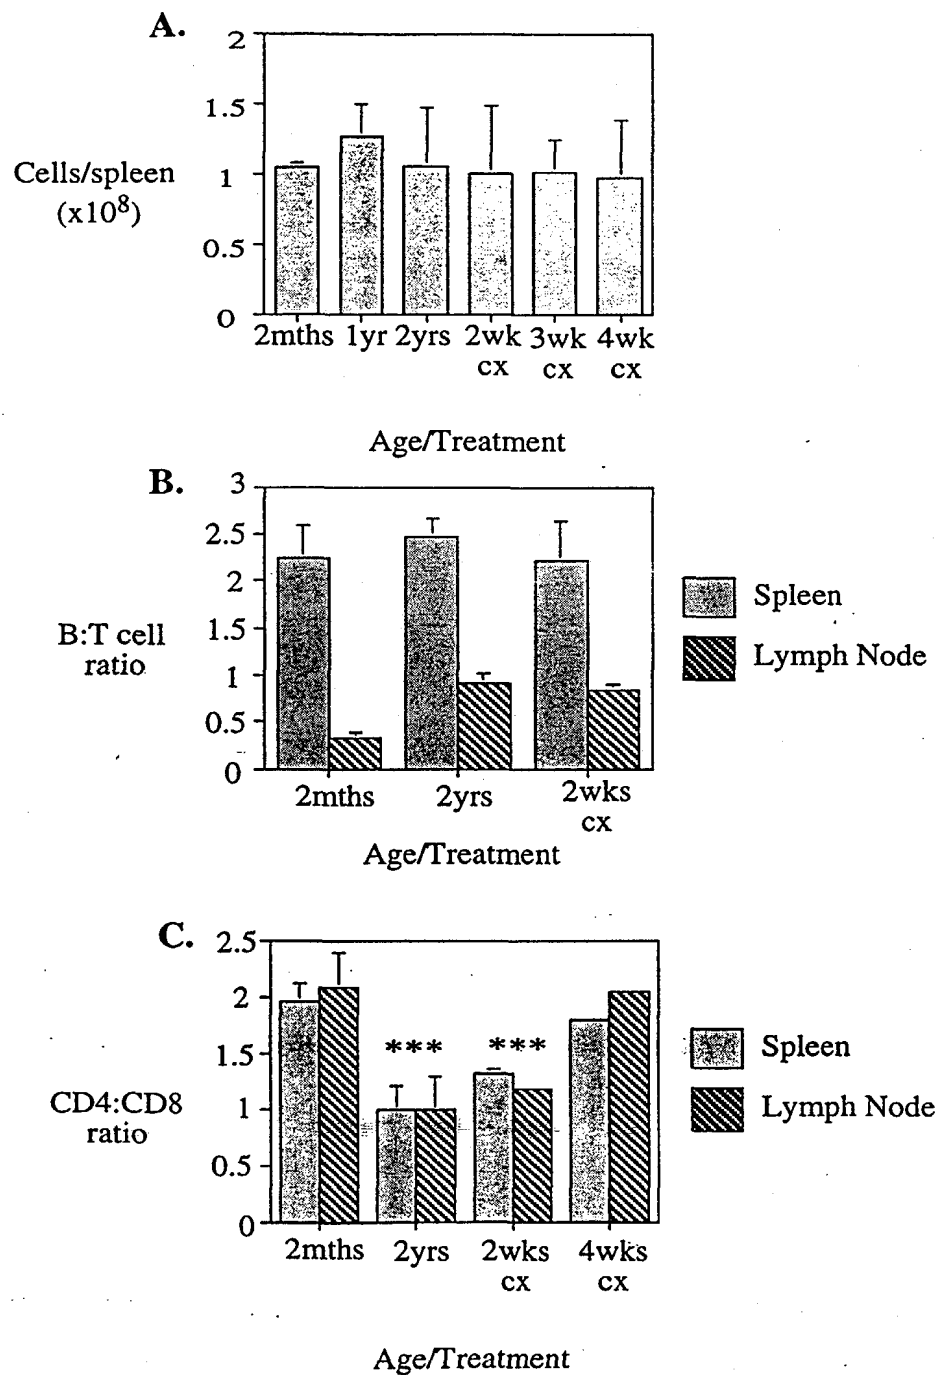 A.
2
1.5
1
0.5
0
Cells/spleen
(x10⁸)
2mths 1yr 2yrs 2wk 3wk 4wk
cx cx cx
Age/Treatment
B.
3
2.5
2
1.5
1
0.5
0
B:T cell
ratio
Spleen
Lymph Node
2mths 2yrs 2wks
cx
Age/Treatment
C.
2.5
2
1.5
1
0.5
0
CD4:CD8
ratio
*** ***
Spleen
Lymph Node
2mths 2yrs 2wks 4wks
cx cx
Age/Treatment